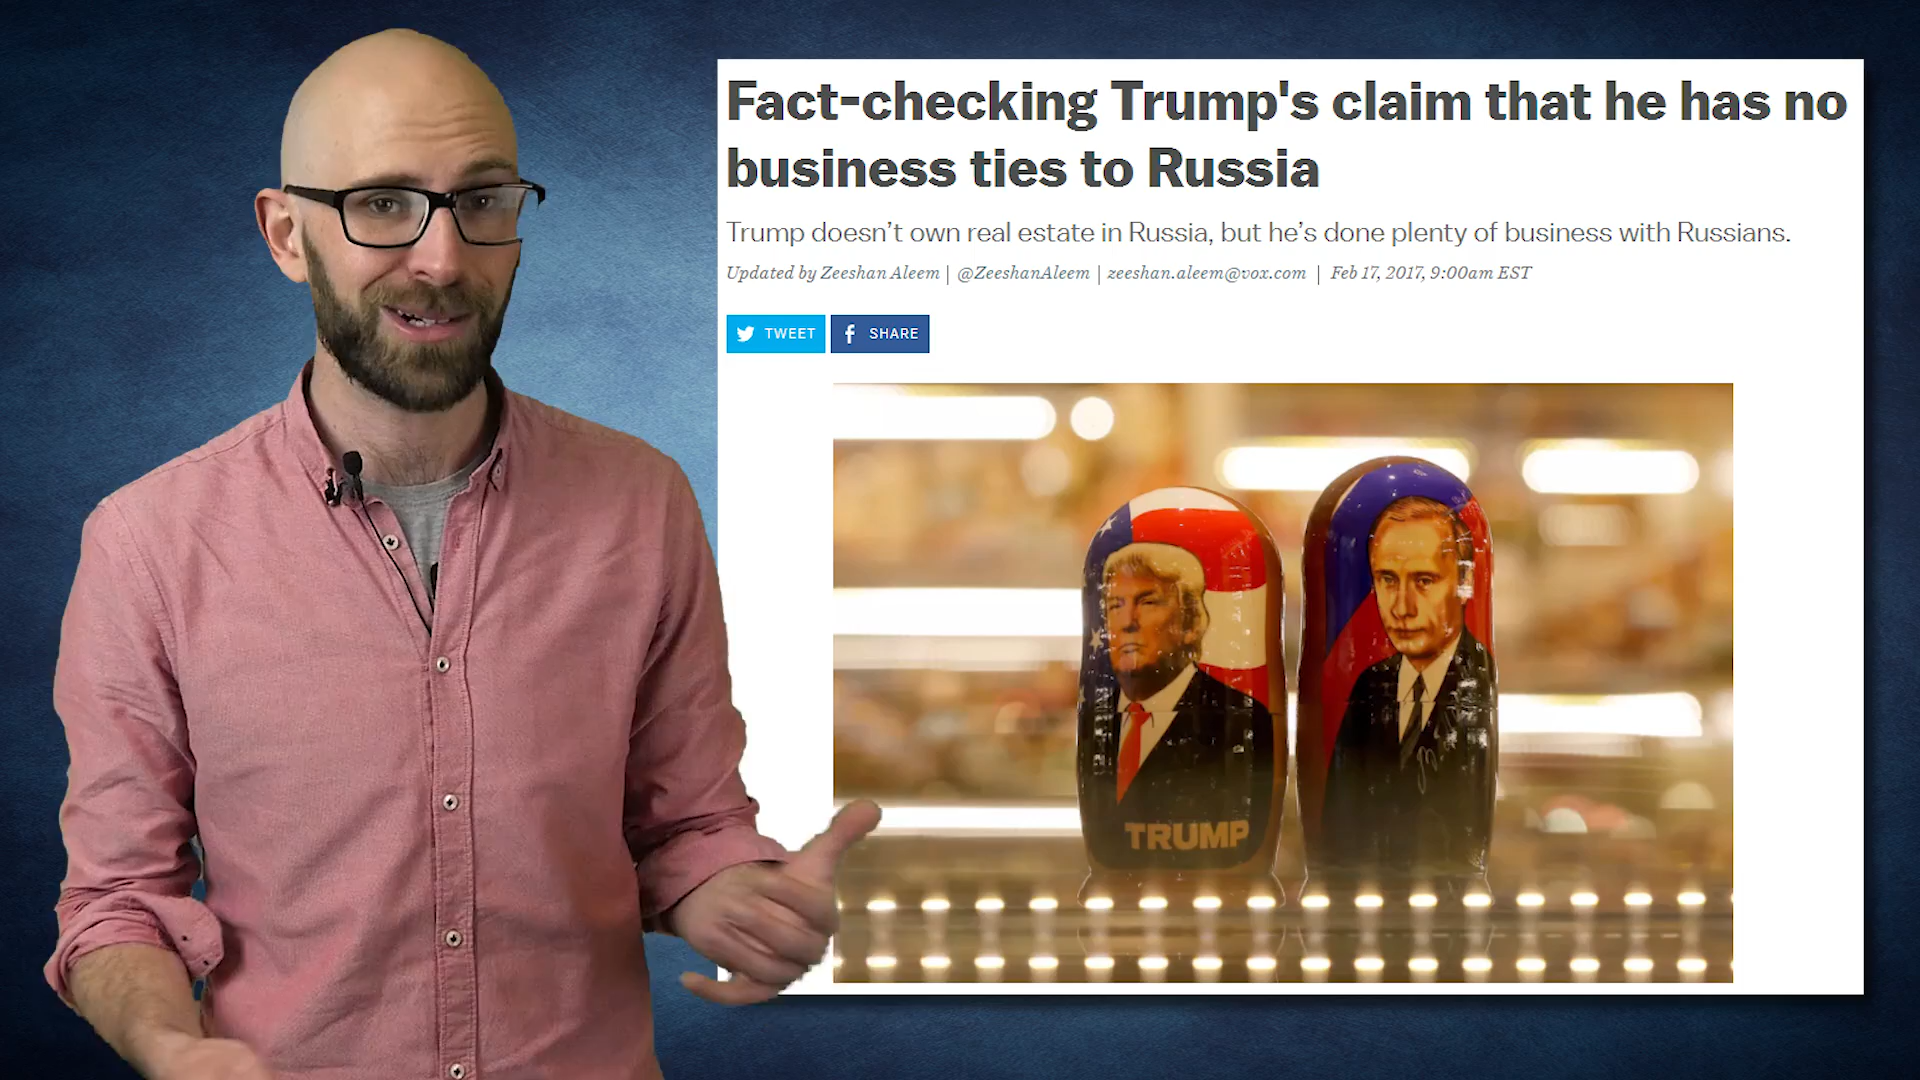 Fact-checking Trump's claim that he has no
business ties to Russia
Trump doesn’t own real estate in Russia, but he’s done plenty of business with Russians.
Updated by Zeeshan Aleem | @ZeeshanAleem | zeeshan.aleem@vox.com | Feb 17, 2017, 9:00am EST
TWEET SHARE
TRUMP